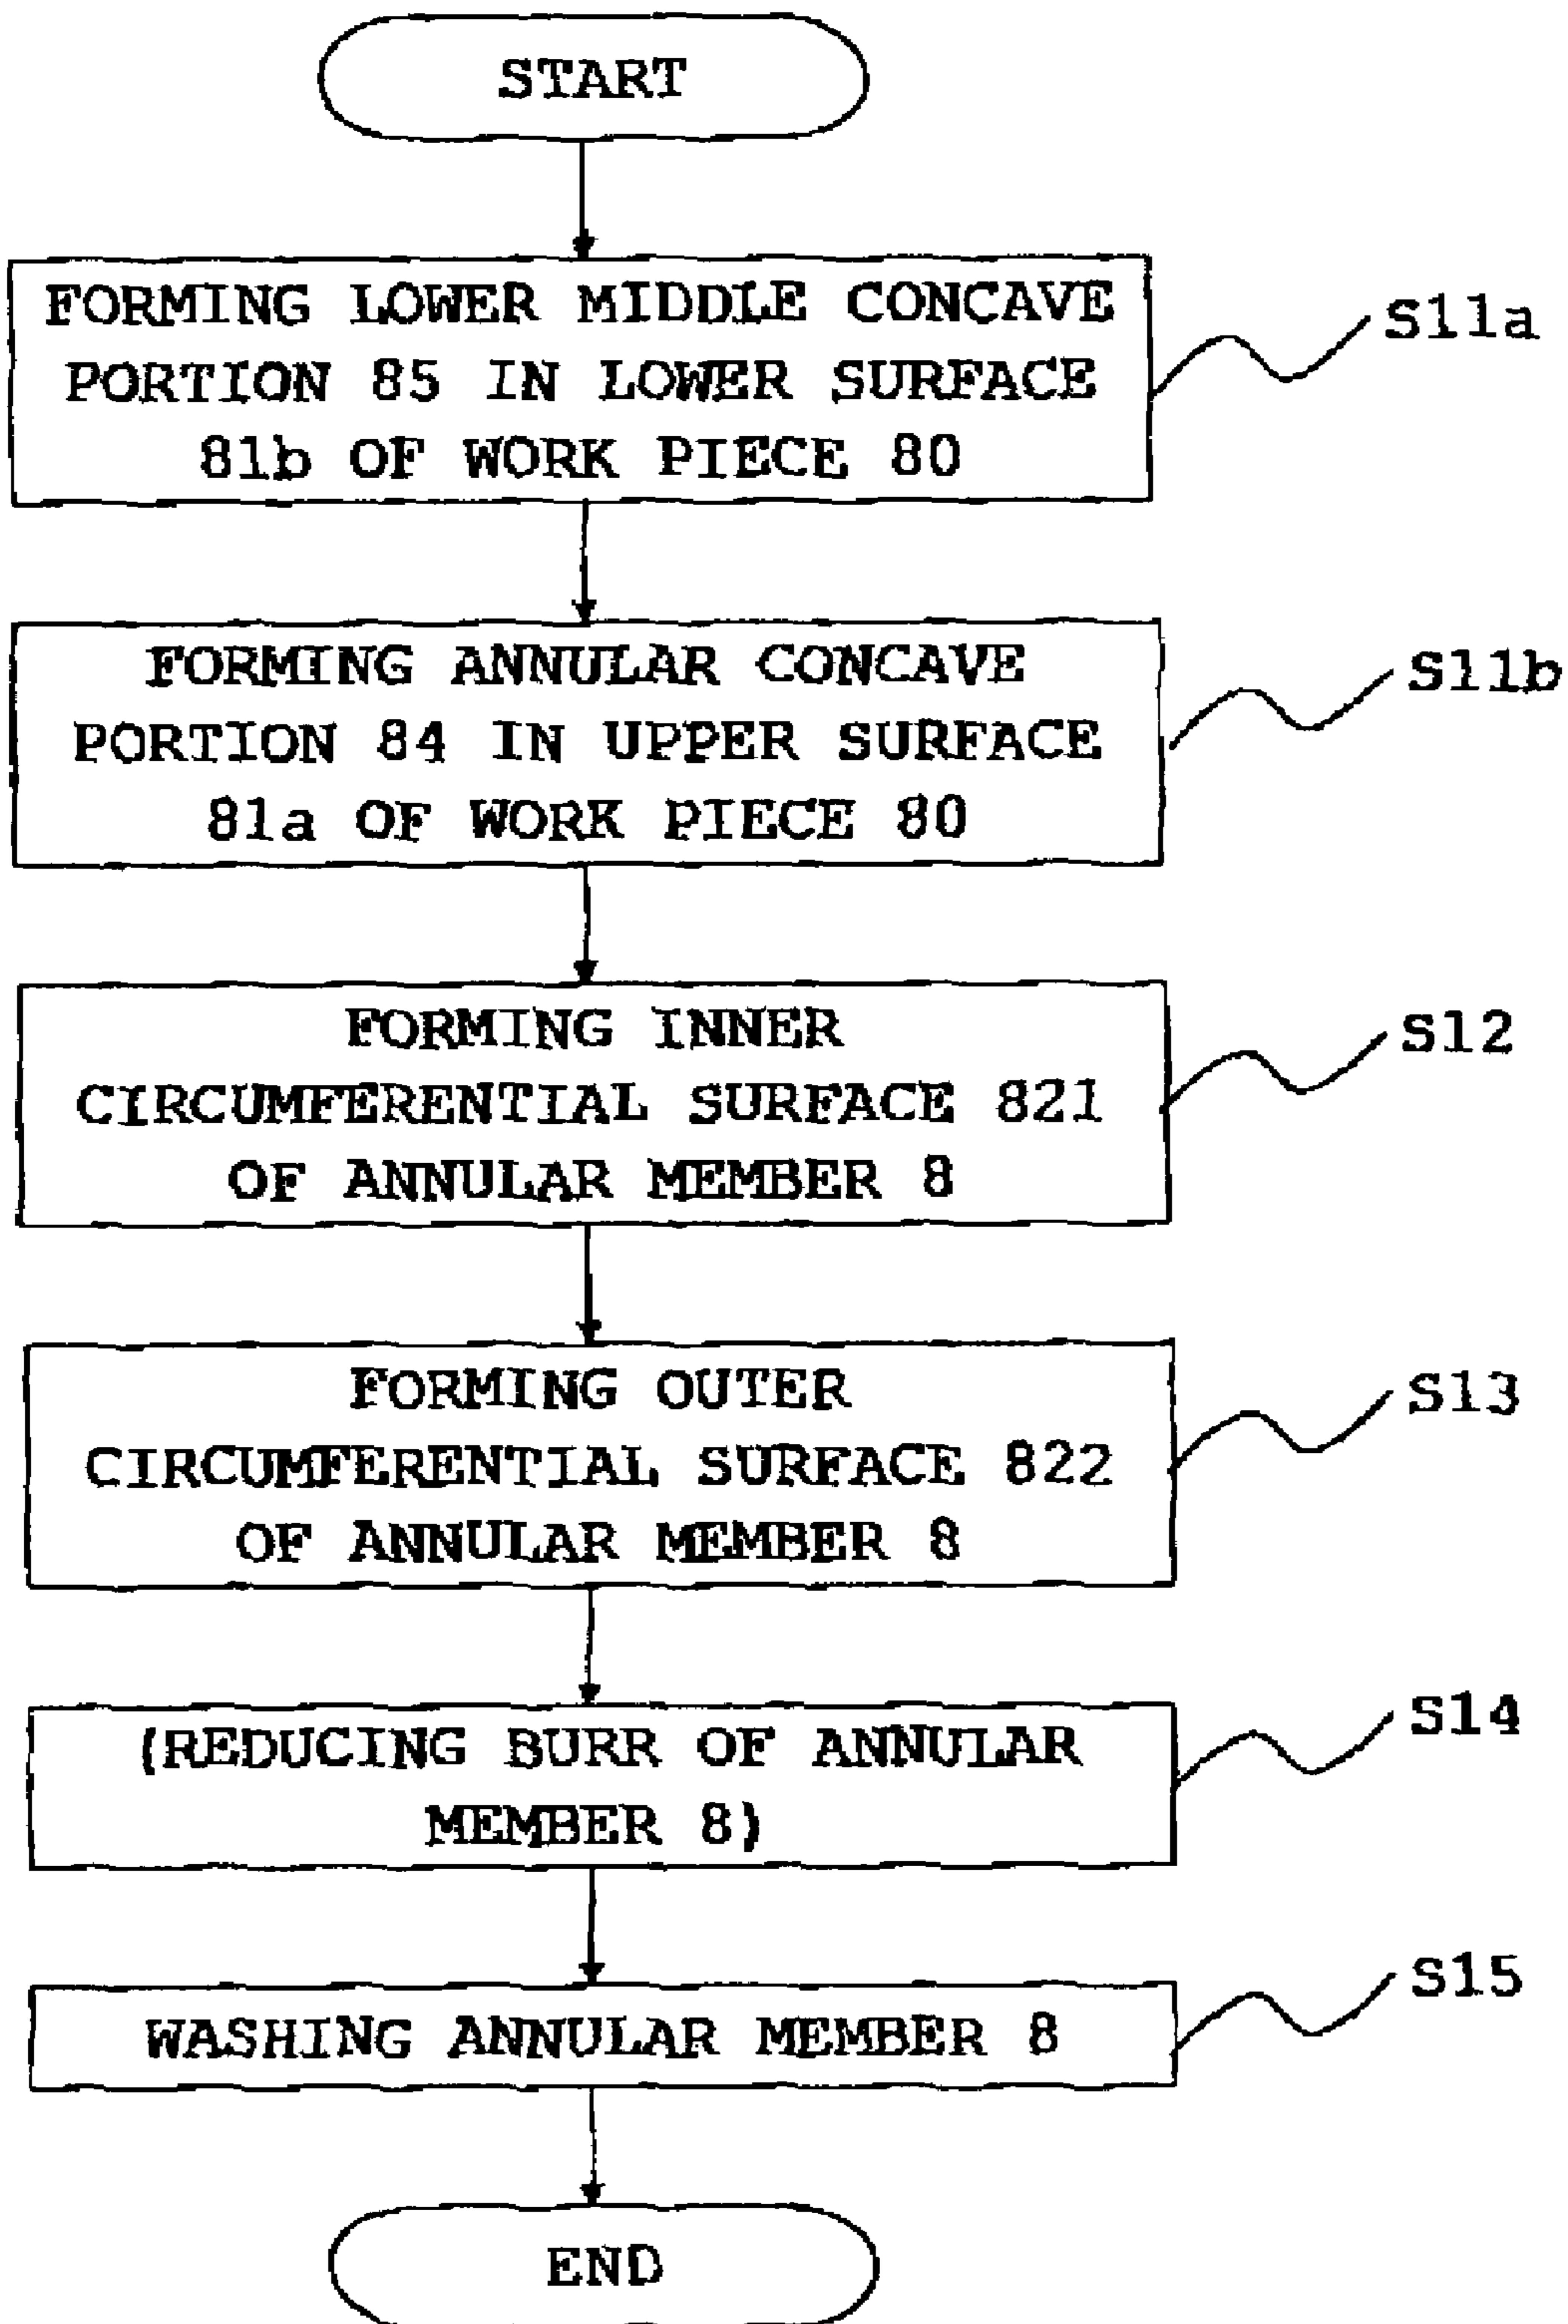 START
FORMING LOWER MIDDLE CONCAVE
PORTION 85 IN LOWER SURFACE
81b OF WORK PIECE 80
S11a
FORMING ANNULAR CONCAVE
PORTION 84 IN UPPER SURFACE
81a OF WORK PIECE 80
S11b
FORMING INNER
CIRCUMFERENTIAL SURFACE 821
OF ANNULAR MEMBER 8
S12
FORMING OUTER
CIRCUMFERENTIAL SURFACE 822
OF ANNULAR MEMBER 8
S13
(REDUCING BURR OF ANNULAR
MEMBER 8)
S14
WASHING ANNULAR MEMBER 8
S15
END